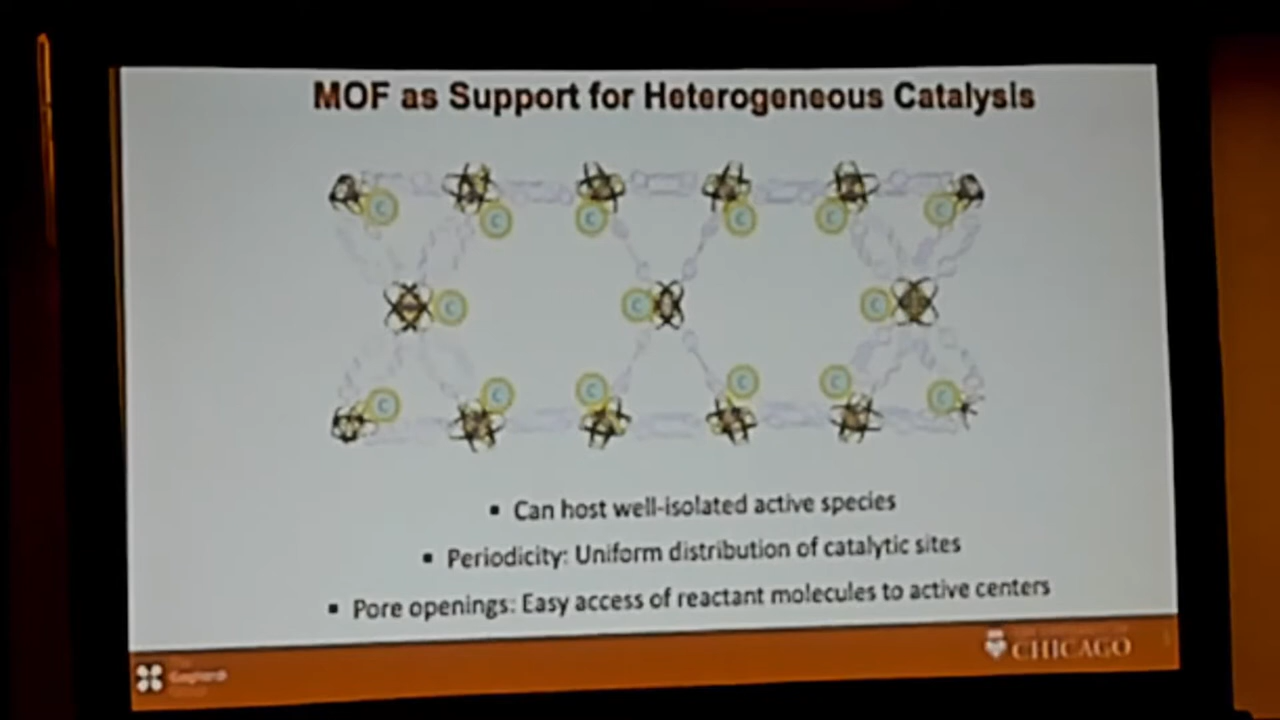 MOF as Support for Heterogeneous Catalysis
C C C C C C
C C C
C C C C C C
▪ Can host well-isolated active species
▪ Periodicity: Uniform distribution of catalytic sites
▪ Pore openings: Easy access of reactant molecules to active centers
CHICAGO